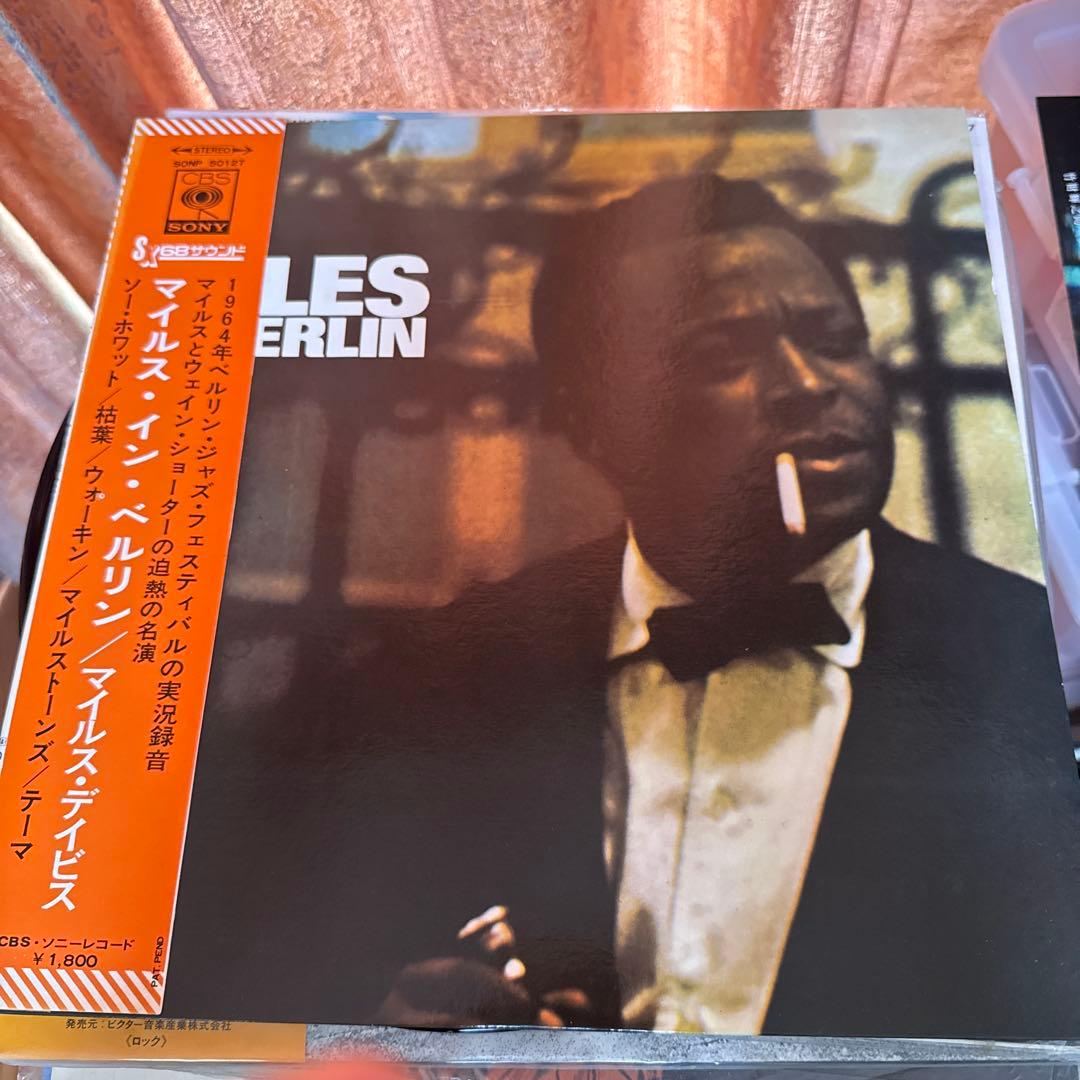 STEREO
SONP 50127
CBS
SONY
SX68サウンド
1964年ベルリン・ジャズ・フェスティバルの実況録音
マイルスとウェイン・ショーターの迫熱の名演
マイルス・イン・ベルリン/マイルス・デイビス
ソー・ホワット/枯葉/ウォーキン/マイルストーンズ/テーマ
CBS・ソニーレコード
¥1,800
PAT. PEND
LES
ERLIN
発売元:ビクター音楽産業株式会社
《ロック》